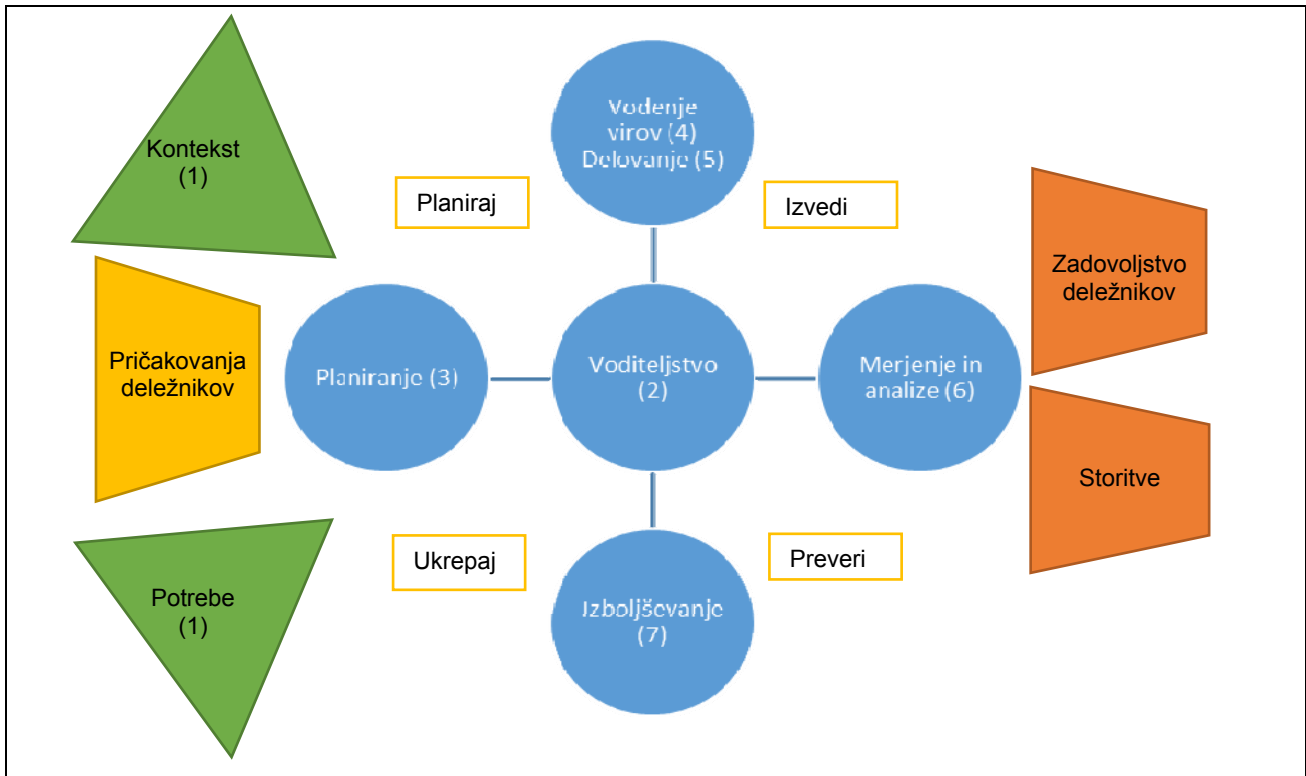 Kontekst
(1)
Planiraj
Vodenje
virov (4)
Delovanje (5)
Izvedi
Pričakovanja
deležnikov
Planiranje (3)
Voditeljstvo
(2)
Merjenje in
analize (6)
Zadovoljstvo
deležnikov
Storitve
Potrebe
(1)
Ukrepaj
Izboljševanje
(7)
Preveri